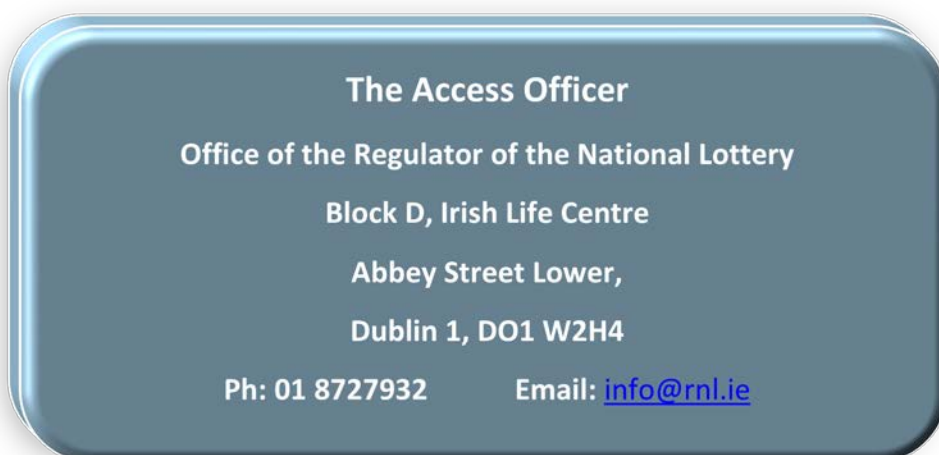 The Access Officer
Office of the Regulator of the National Lottery
Block D, Irish Life Centre
Abbey Street Lower,
Dublin 1, DO1 W2H4
Ph: 01 8727932 Email: info@rnl.ie